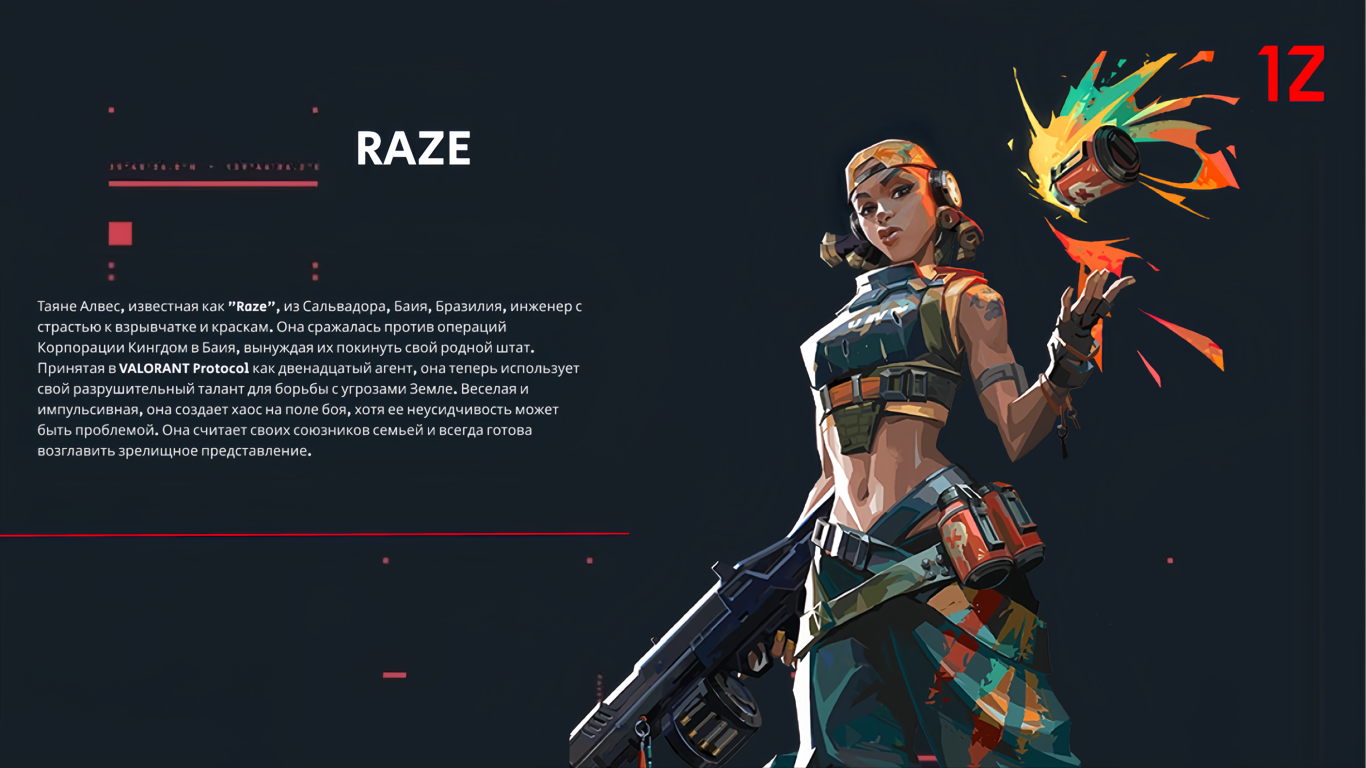 12
RAZE
Таяне Алвес, известная как "Raze", из Сальвадора, Баия, Бразилия, инженер с
страстью к взрывчатке и краскам. Она сражалась против операций
Корпорации Кингдом в Баия, вынуждая их покинуть свой родной штат.
Принятая в VALORANT Protocol как двенадцатый агент, она теперь использует
свой разрушительный талант для борьбы с угрозами Земле. Веселая и
импульсивная, она создает хаос на поле боя, хотя ее неусидчивость может
быть проблемой. Она считает своих союзников семьей и всегда готова
возглавить зрелищное представление.